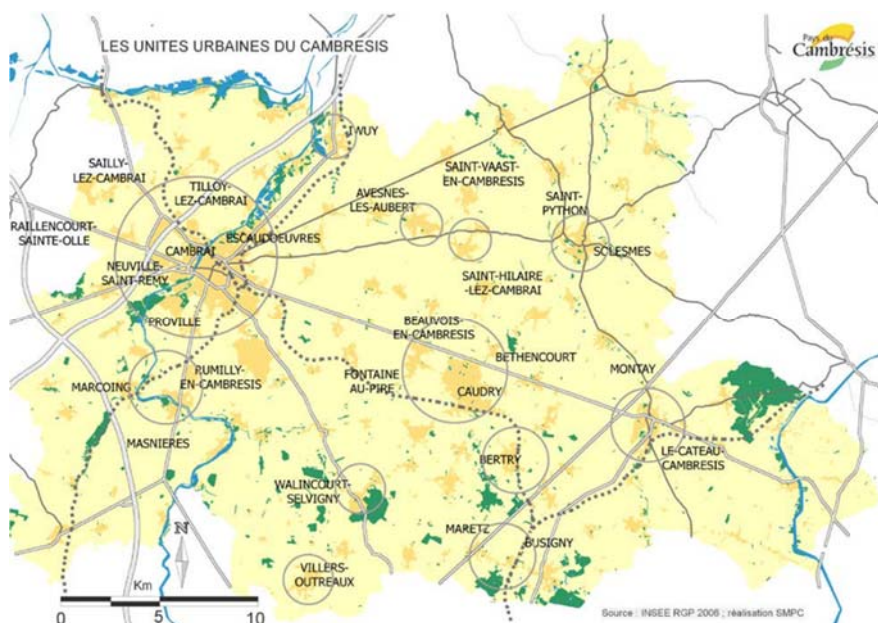 LES UNITES URBAINES DU CAMBRESIS
Pays du
Cambrésis
IWUY
SAILLY-
LEZ-CAMBRAI
TILLOY-
LEZ-CAMBRAI
AVESNES-
LES-AUBERT
SAINT-VAAST-
EN-CAMBRESIS
SAINT-
PYTHON
RAILLENCOURT-
SAINTE-OLLE
ESCAUDOEUVRES
CAMBRAI
SOLESMES
NEUVILLE-
SAINT-REMY
SAINT-HILAIRE
-LEZ-CAMBRAI
PROVILLE
BEAUVOIS-
EN-CAMBRESIS
BETHENCOURT
MONTAY
RUMILLY-
EN-CAMBRESIS
FONTAINE
AU-PIRE
MARCOING
CAUDRY
MASNIERES
BERTRY
LE-CATEAU-
CAMBRESIS
WALINCOURT-
SELVIGNY
MARETZ
BUSIGNY
VILLERS-
OUTREAUX
N
Km
0 5 10
Source : INSEE RGP 2006 ; réalisation SMPC